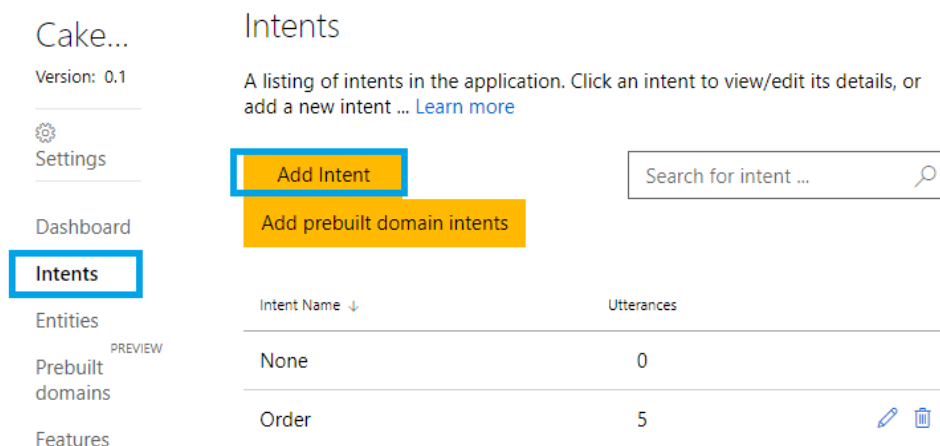 Cake...
Version: 0.1
Settings
Dashboard
Intents
Entities
PREVIEW
Prebuilt
domains
Features
Intents
A listing of intents in the application. Click an intent to view/edit its details, or
add a new intent ... Learn more
Add Intent
Search for intent ...
Add prebuilt domain intents
Intent Name ↓ Utterances
None 0
Order 5